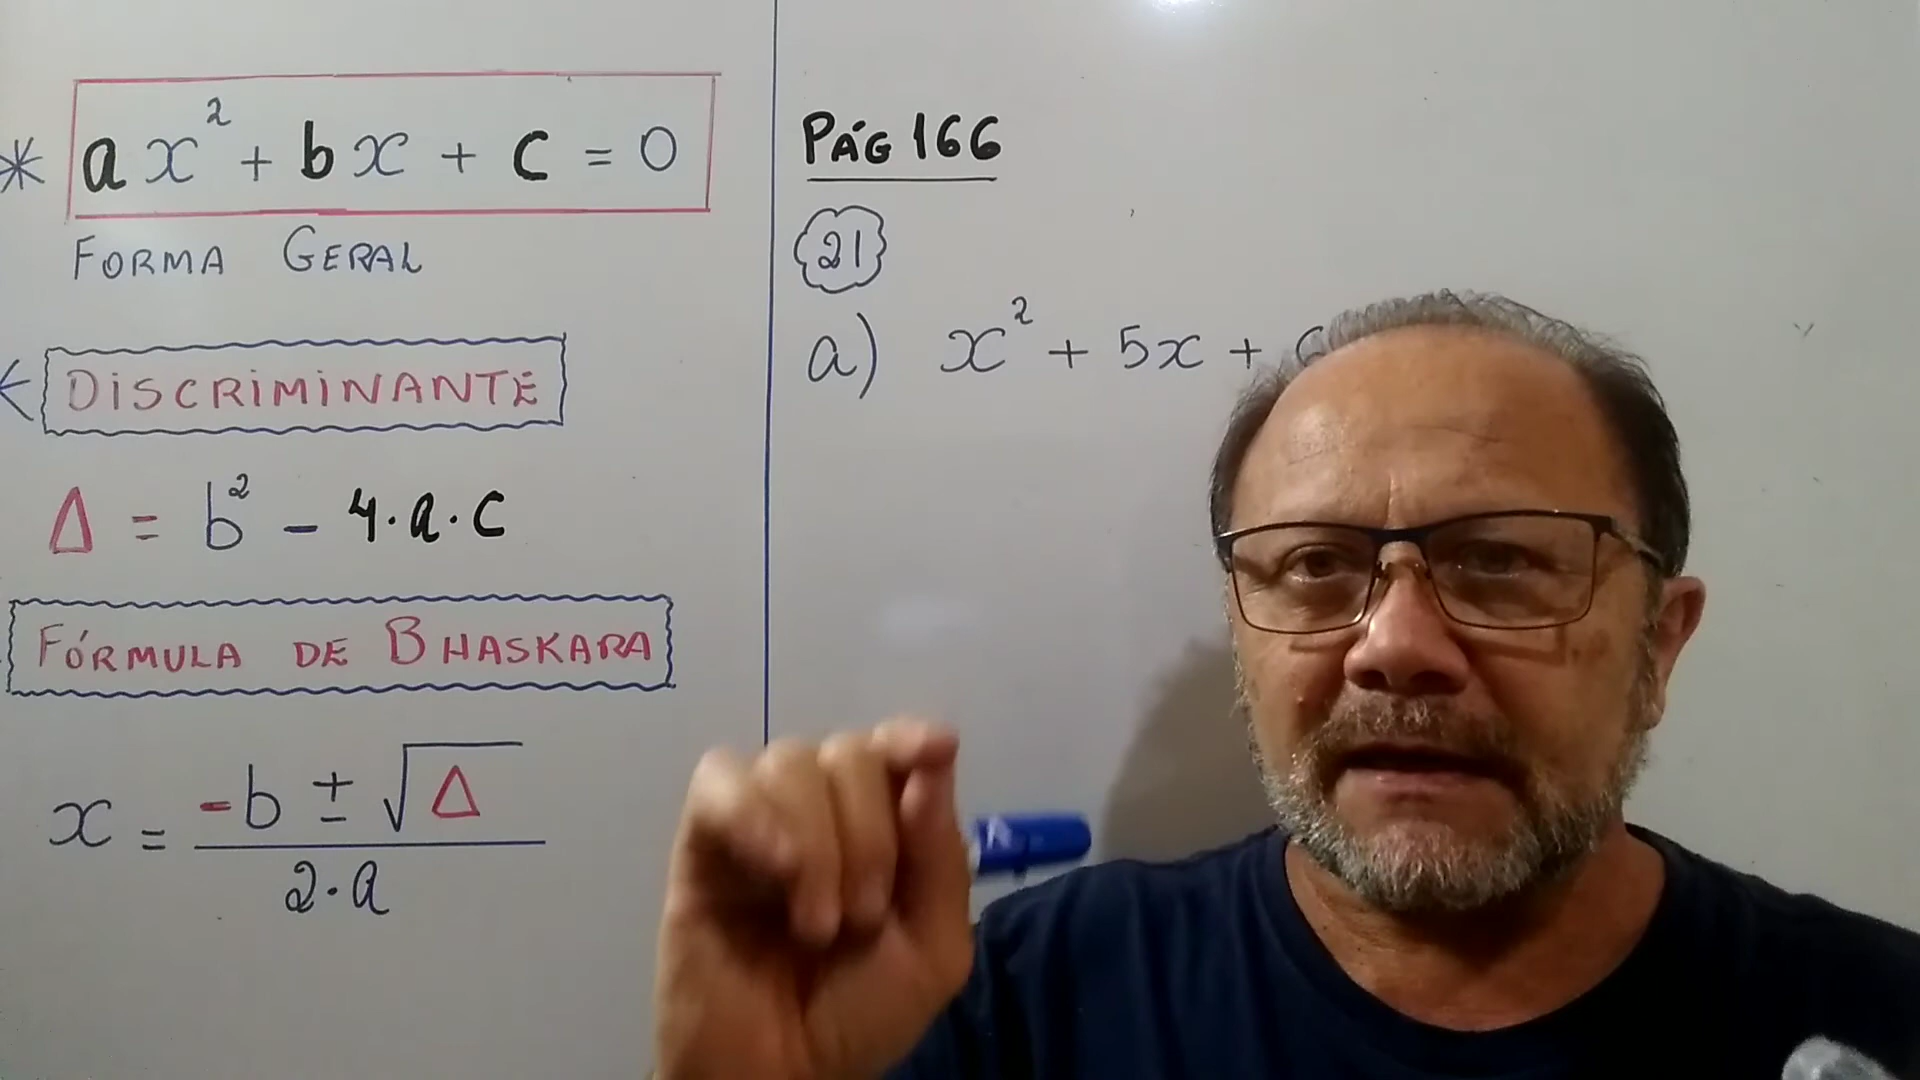 * ax² + bx + c = 0
FORMA GERAL
DISCRIMINANTE
Δ = b² - 4.a.c
FÓRMULA DE BHASKARA
x = -b ± √Δ
2.a
PÁG 166
21
a) x² + 5x +